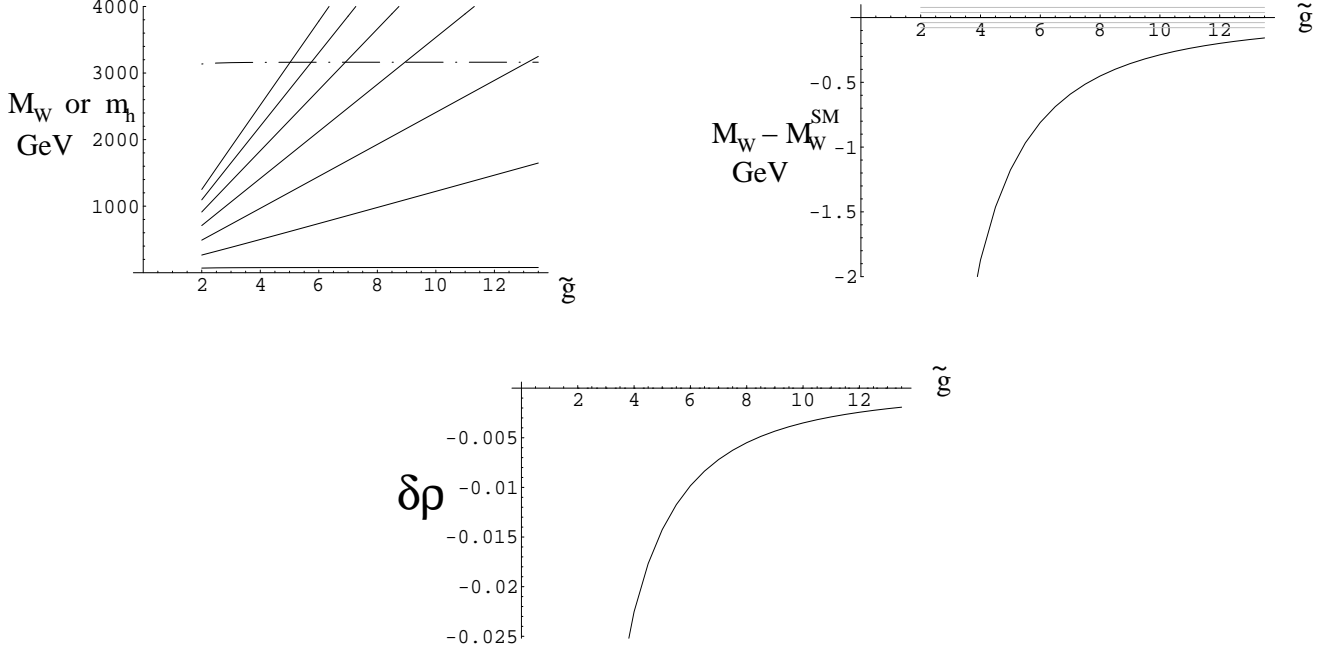 4000
3000
2000
1000
M_W or m_h
GeV
2 4 6 8 10 12
g̃
2 4 6 8 10 12
g̃
-0.5
-1
-1.5
-2
M_W – M_W^SM
GeV
2 4 6 8 10 12
g̃
-0.005
-0.01
-0.015
-0.02
-0.025
δρ